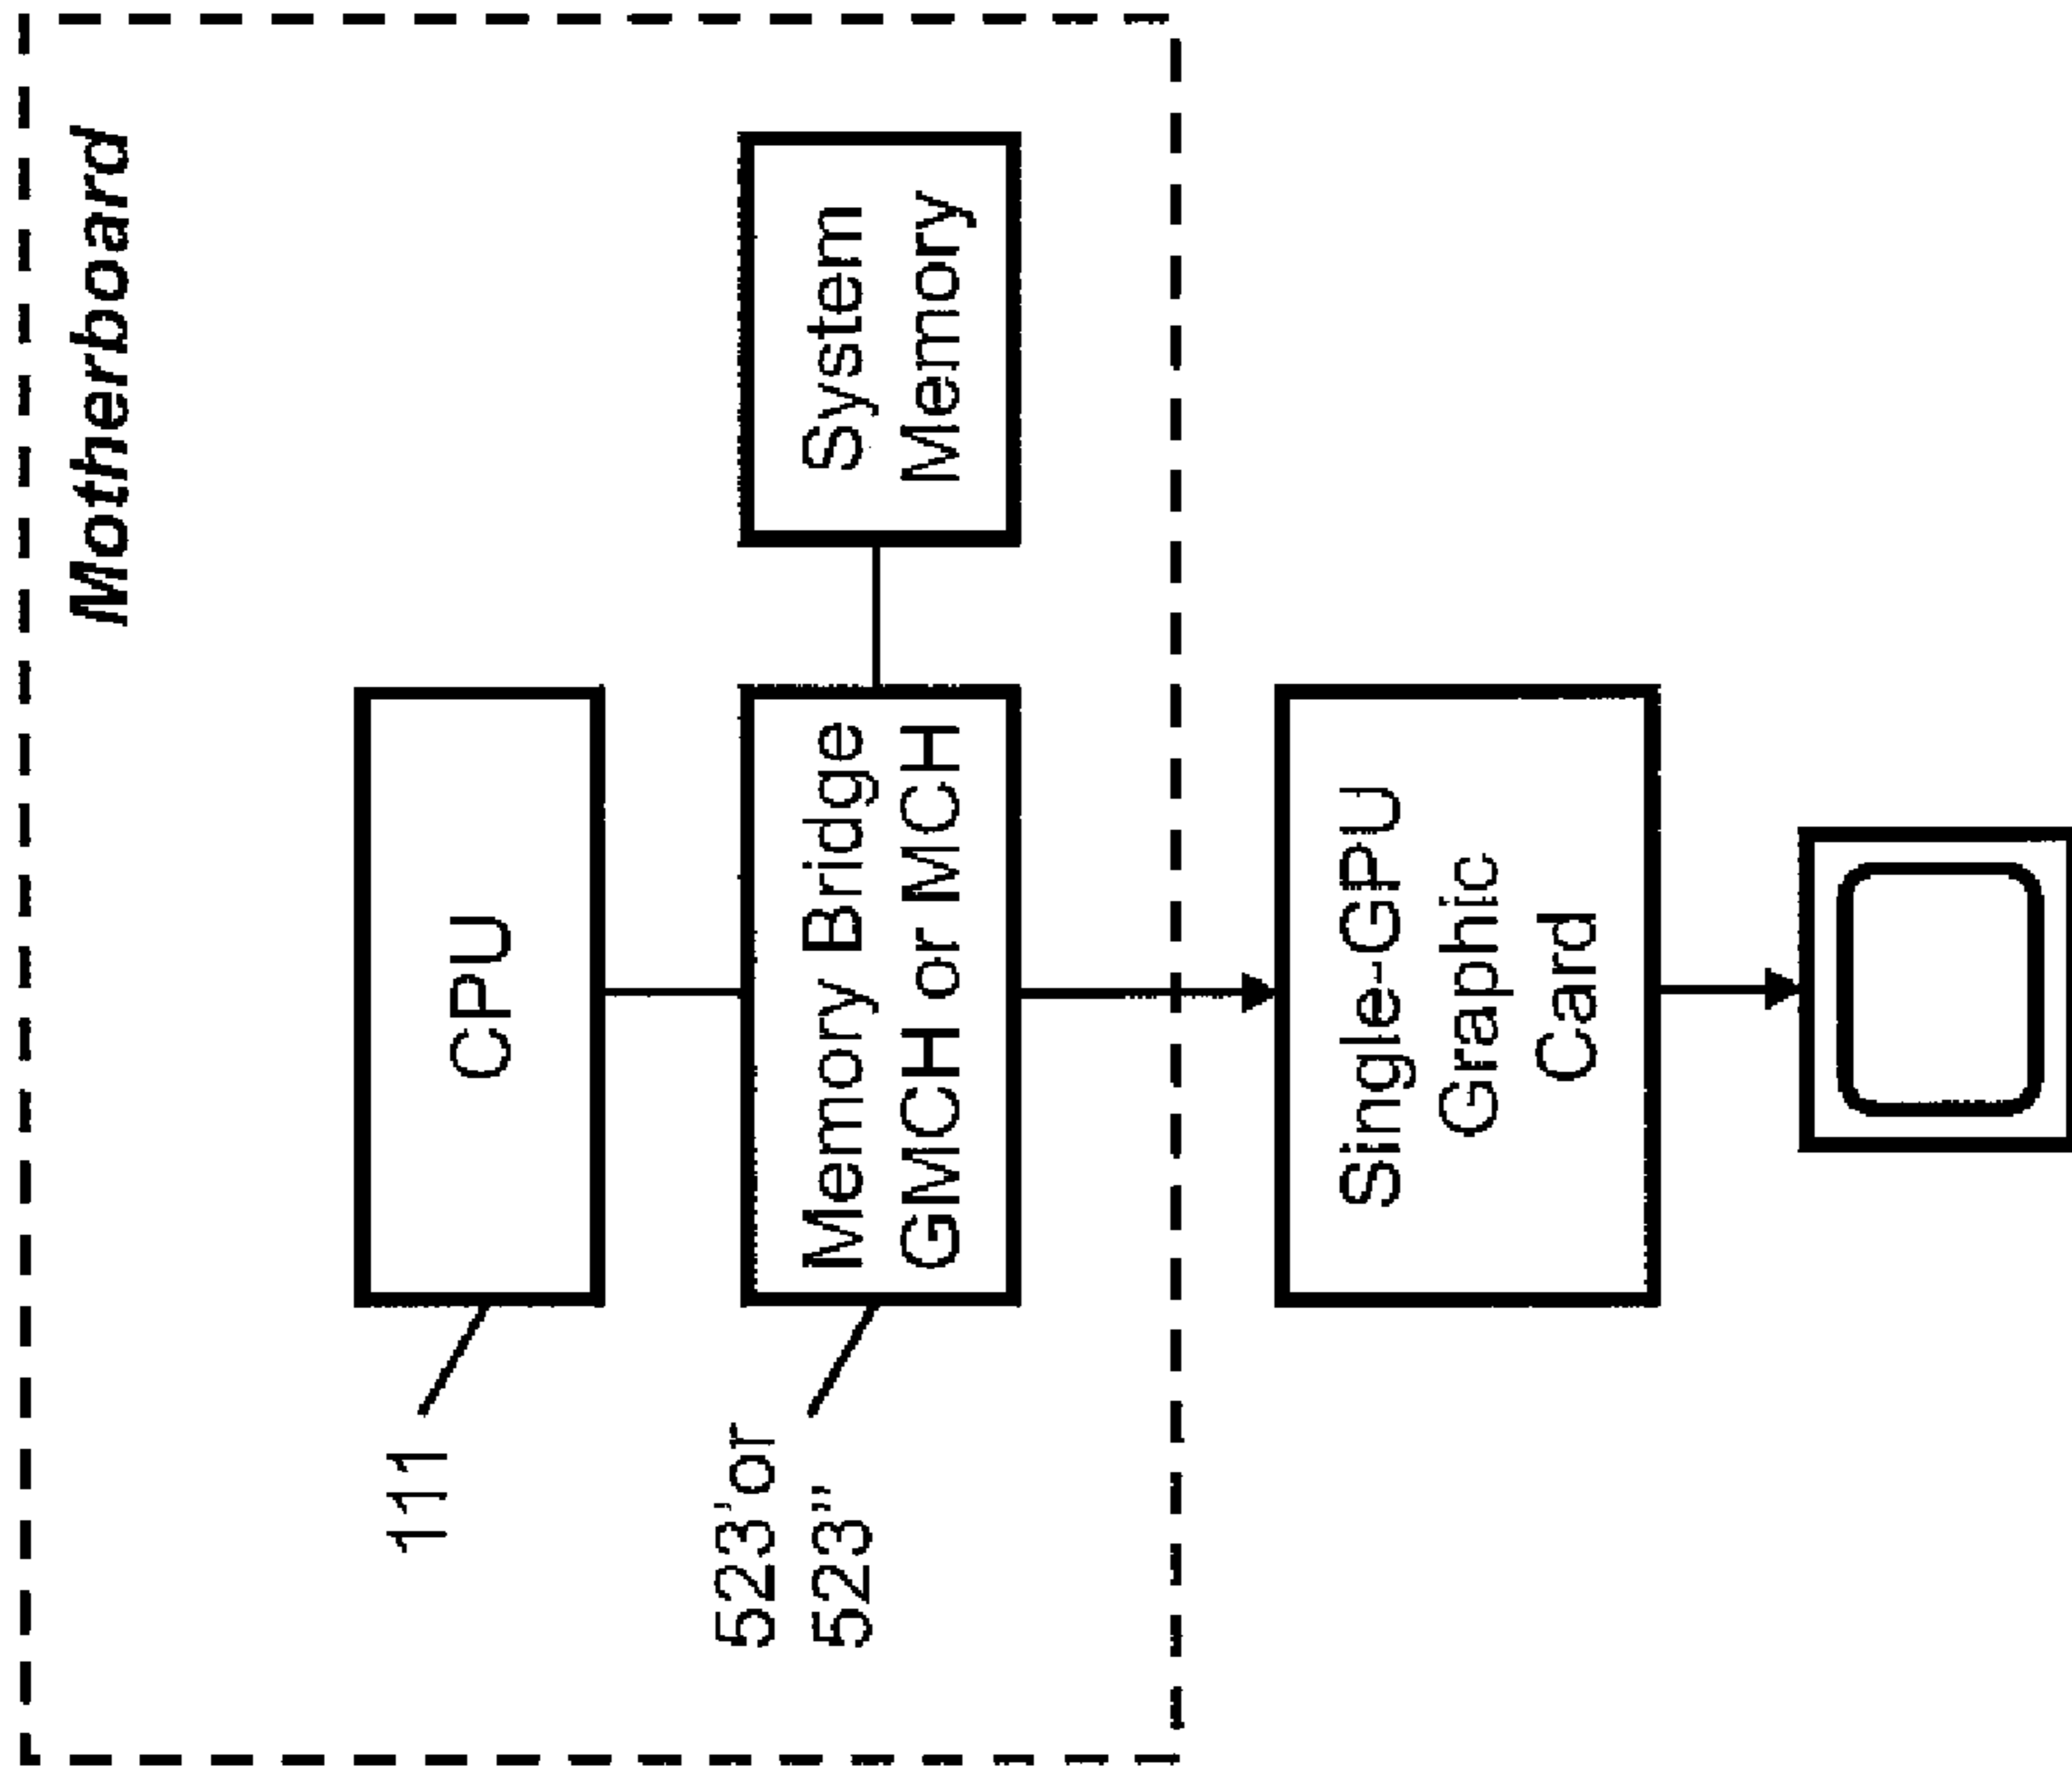 Motherboard
CPU
111
System
Memory
Memory Bridge
GMCH or MCH
523' or
523”
Single-GPU
Graphic
Card